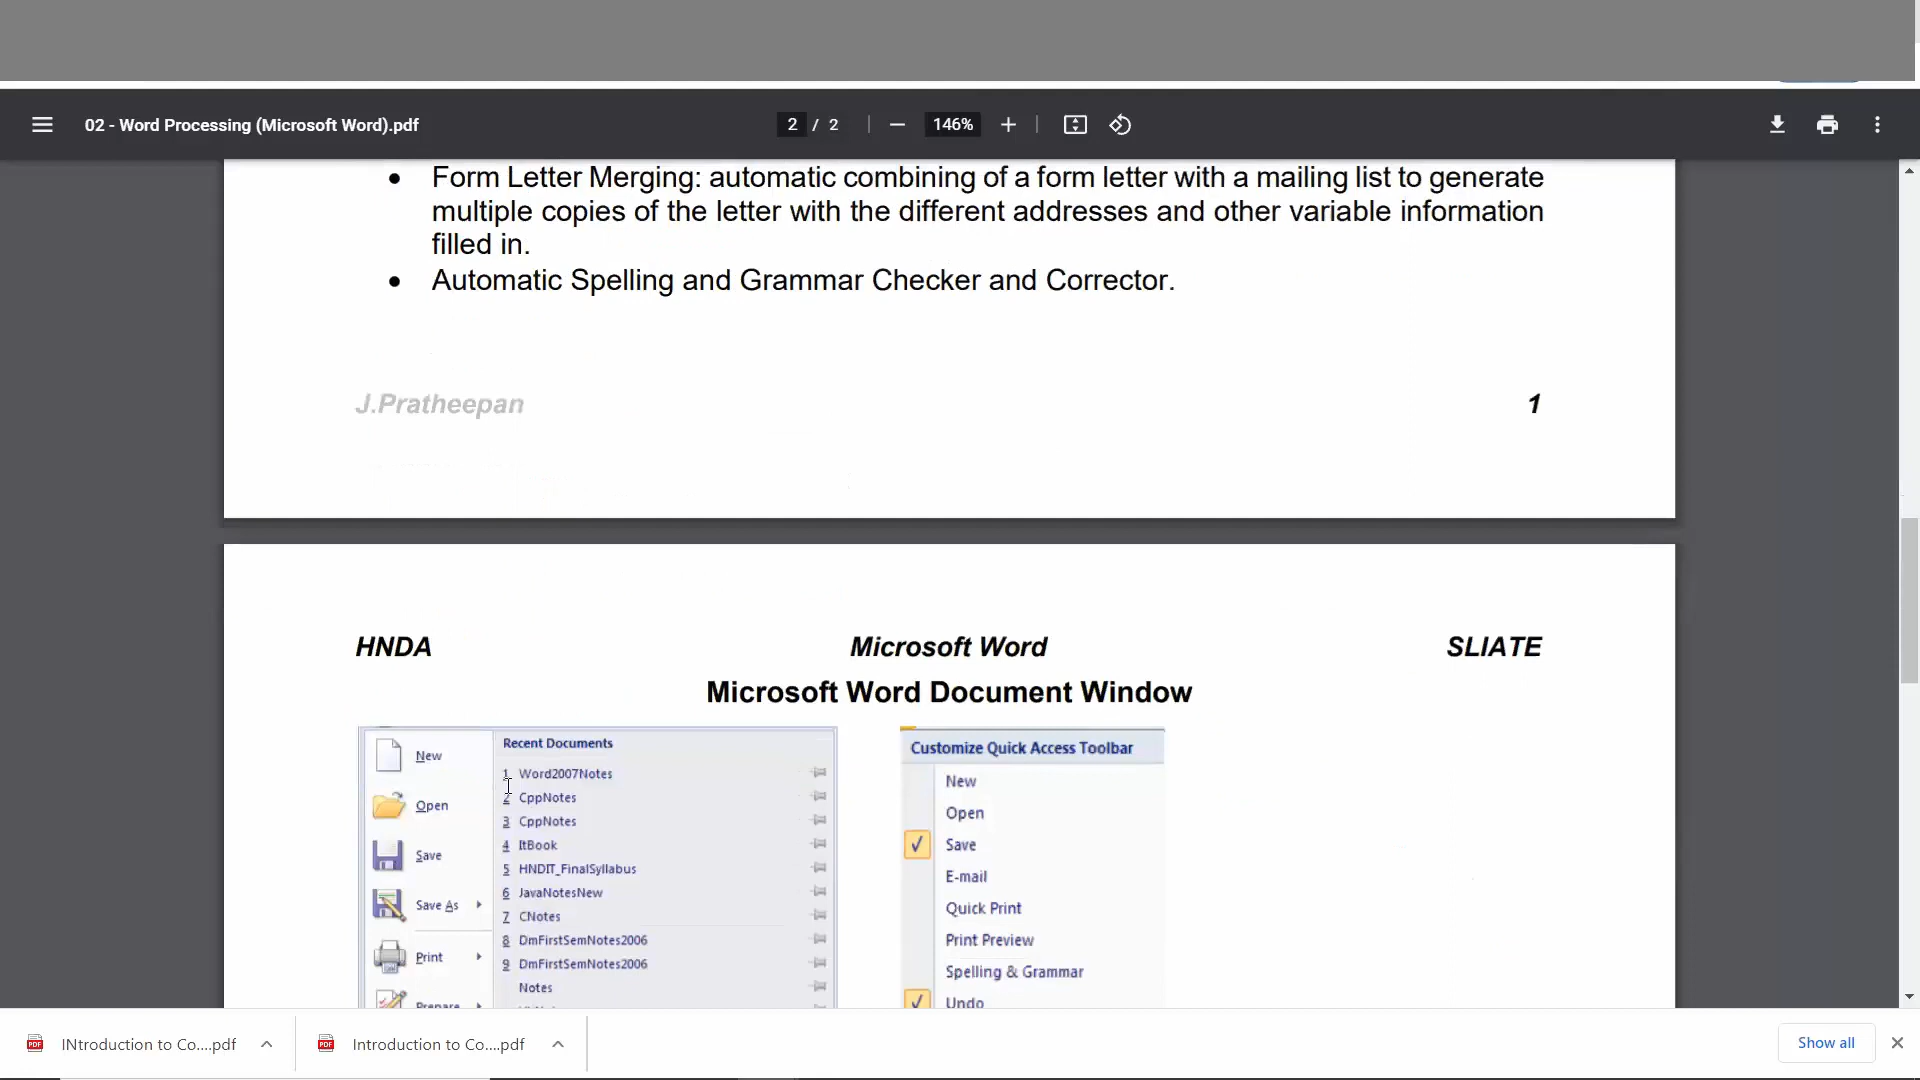 02 - Word Processing (Microsoft Word).pdf
2 / 2
146%
• Form Letter Merging: automatic combining of a form letter with a mailing list to generate
multiple copies of the letter with the different addresses and other variable information
filled in.
• Automatic Spelling and Grammar Checker and Corrector.
J.Pratheepan
1
HNDA
Microsoft Word
SLIATE
Microsoft Word Document Window
New
Open
Save
Save As
Print
Prepare
Recent Documents
1 Word2007Notes
2 CppNotes
3 CppNotes
4 ItBook
5 HNDIT_FinalSyllabus
6 JavaNotesNew
7 CNotes
8 DmFirstSemNotes2006
9 DmFirstSemNotes2006
Notes
Customize Quick Access Toolbar
New
Open
Save
E-mail
Quick Print
Print Preview
Spelling & Grammar
Undo
INtroduction to Co....pdf
Introduction to Co....pdf
Show all